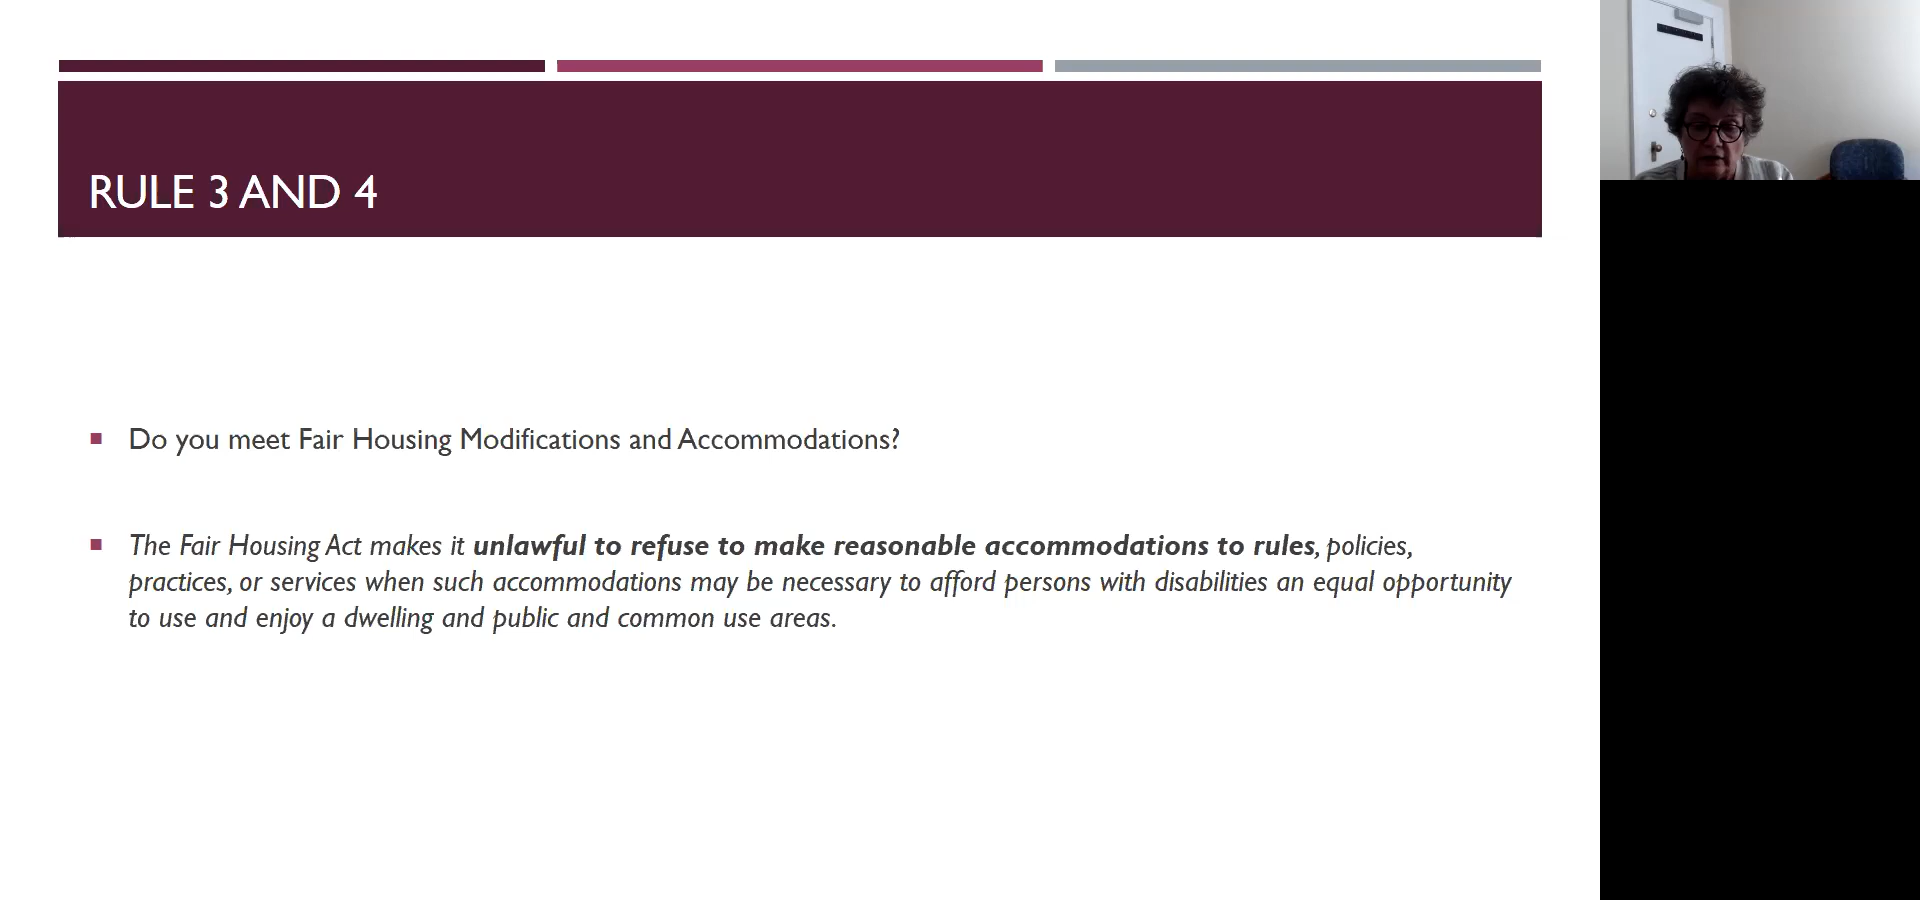 RULE 3 AND 4
Do you meet Fair Housing Modifications and Accommodations?
The Fair Housing Act makes it unlawful to refuse to make reasonable accommodations to rules, policies,
practices, or services when such accommodations may be necessary to afford persons with disabilities an equal opportunity
to use and enjoy a dwelling and public and common use areas.